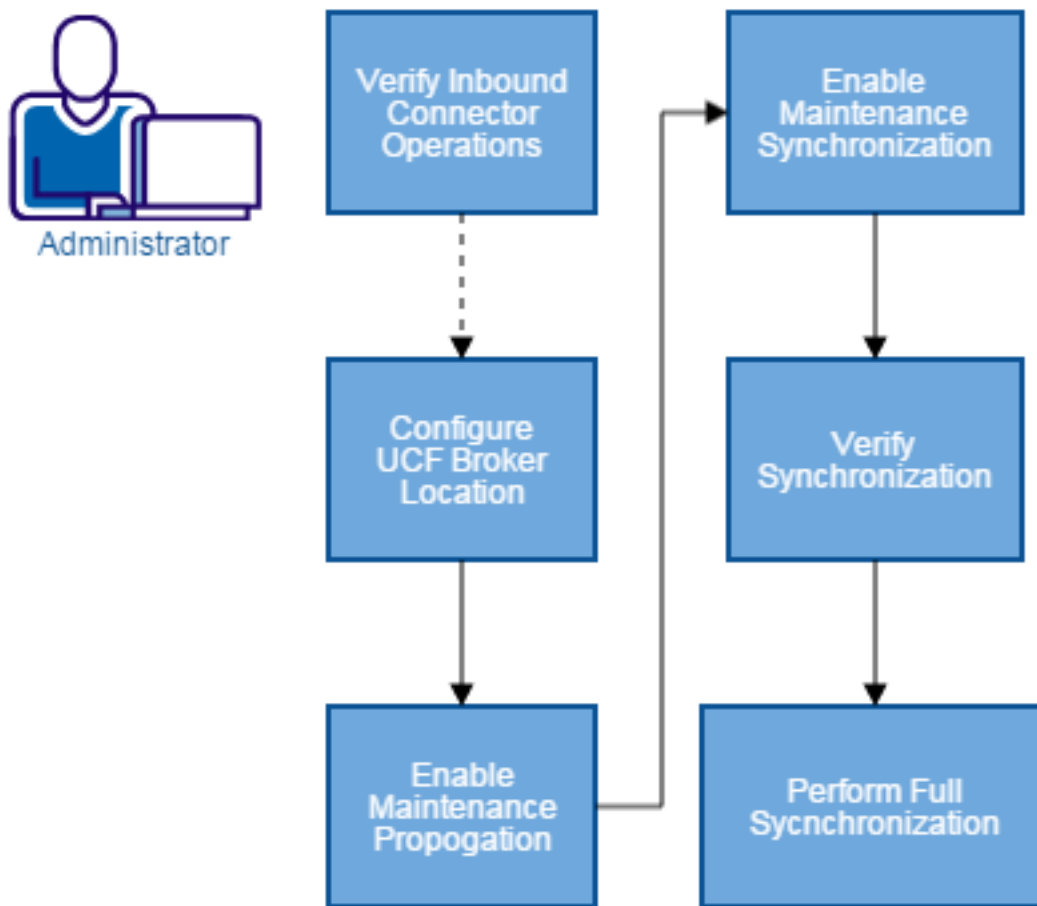 Administrator
Verify Inbound
Connector
Operations
Configure
UCF Broker
Location
Enable
Maintenance
Propogation
Enable
Maintenance
Synchronization
Verify
Synchronization
Perform Full
Sycnchronization